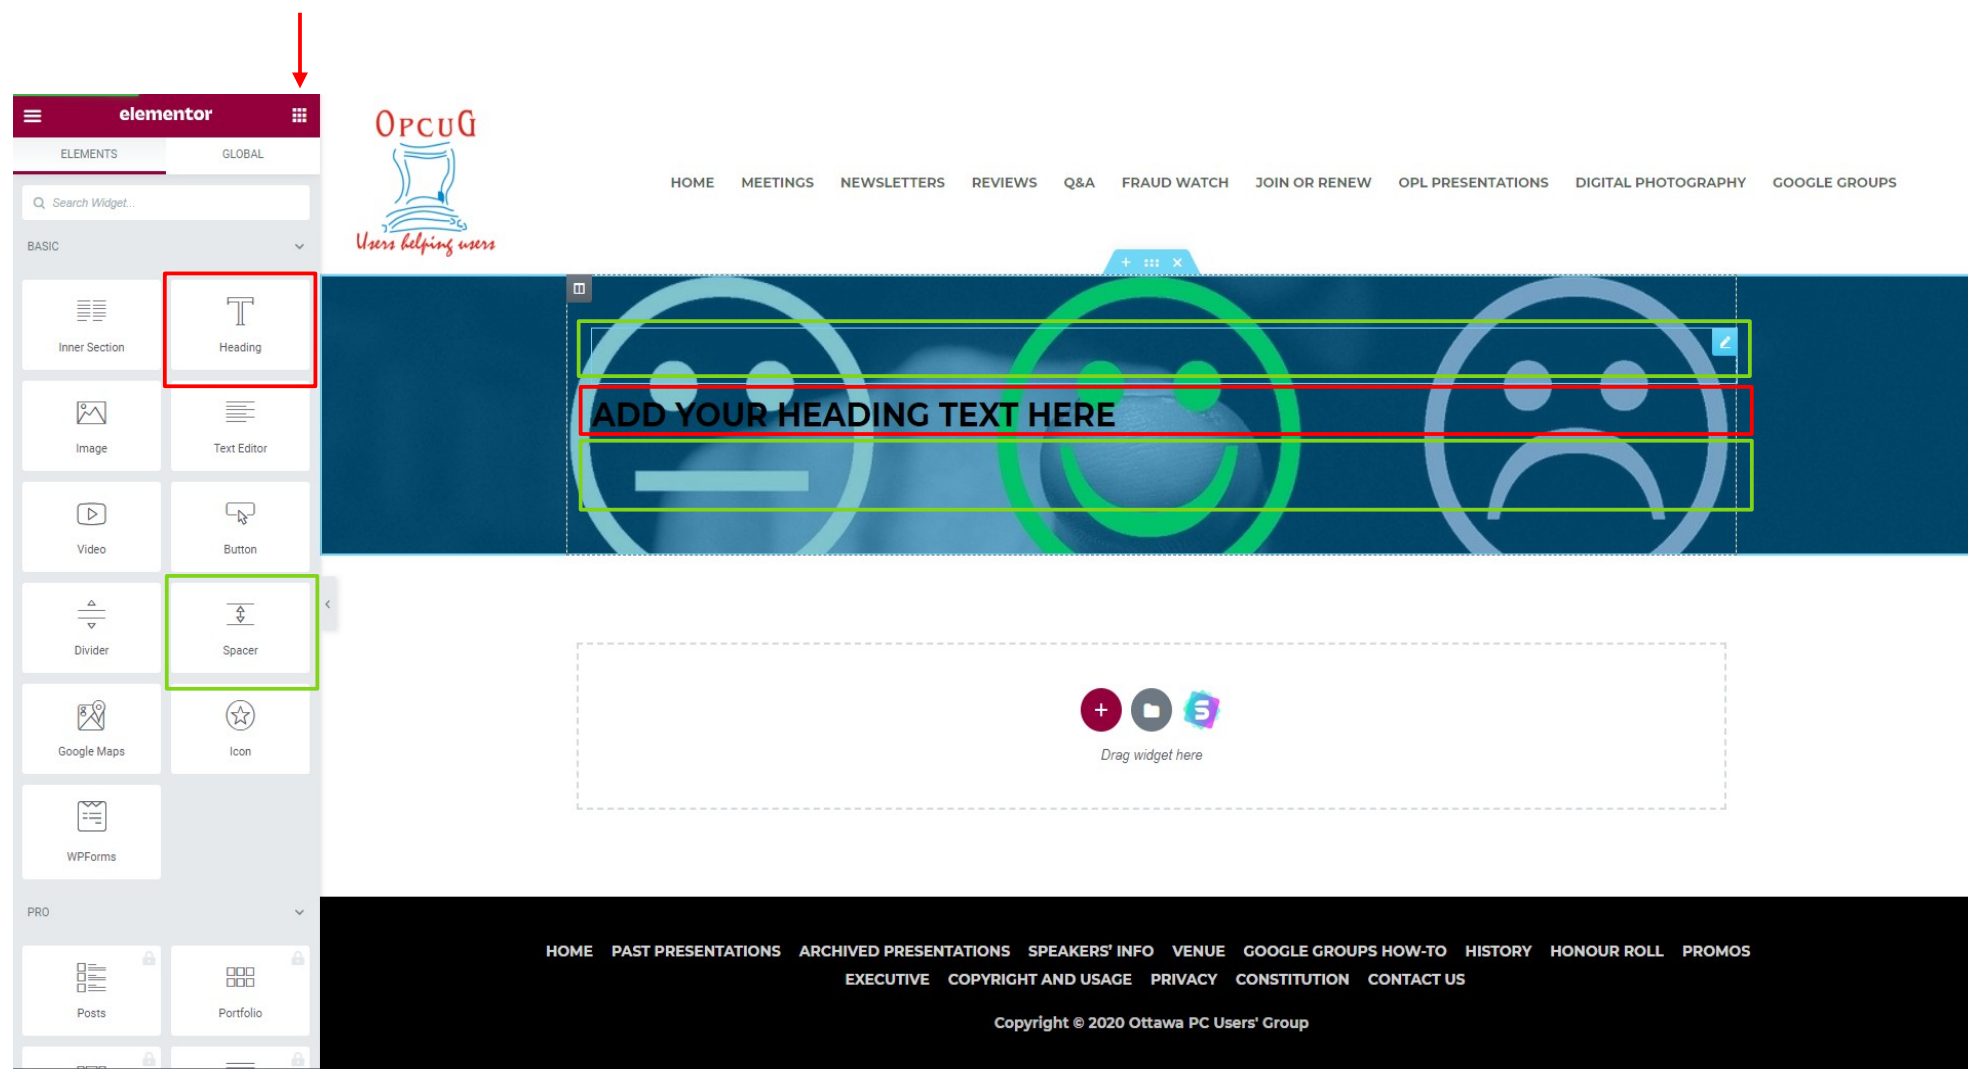 elementor
ELEMENTS GLOBAL
Search Widget...
BASIC
Inner Section Heading
Image Text Editor
Video Button
Divider Spacer
Google Maps Icon
WPForms
PRO
Posts Portfolio
OPCUG
Users helping users
HOME MEETINGS NEWSLETTERS REVIEWS Q&A FRAUD WATCH JOIN OR RENEW OPL PRESENTATIONS DIGITAL PHOTOGRAPHY GOOGLE GROUPS
ADD YOUR HEADING TEXT HERE
Drag widget here
HOME PAST PRESENTATIONS ARCHIVED PRESENTATIONS SPEAKERS' INFO VENUE GOOGLE GROUPS HOW-TO HISTORY HONOUR ROLL PROMOS
EXECUTIVE COPYRIGHT AND USAGE PRIVACY CONSTITUTION CONTACT US
Copyright © 2020 Ottawa PC Users' Group